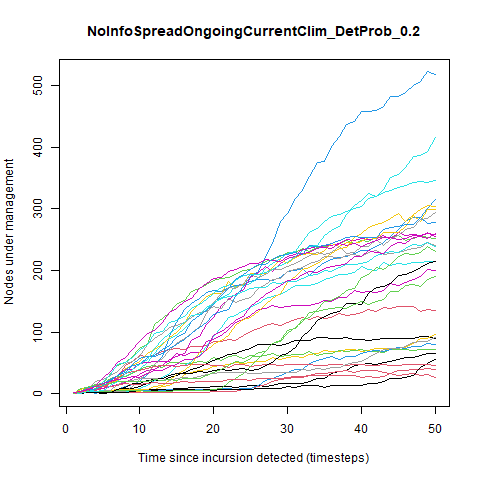 NoInfoSpreadOngoingCurrentClim_DetProb_0.2
Nodes under management
500
400
300
200
100
0
0 10 20 30 40 50
Time since incursion detected (timesteps)